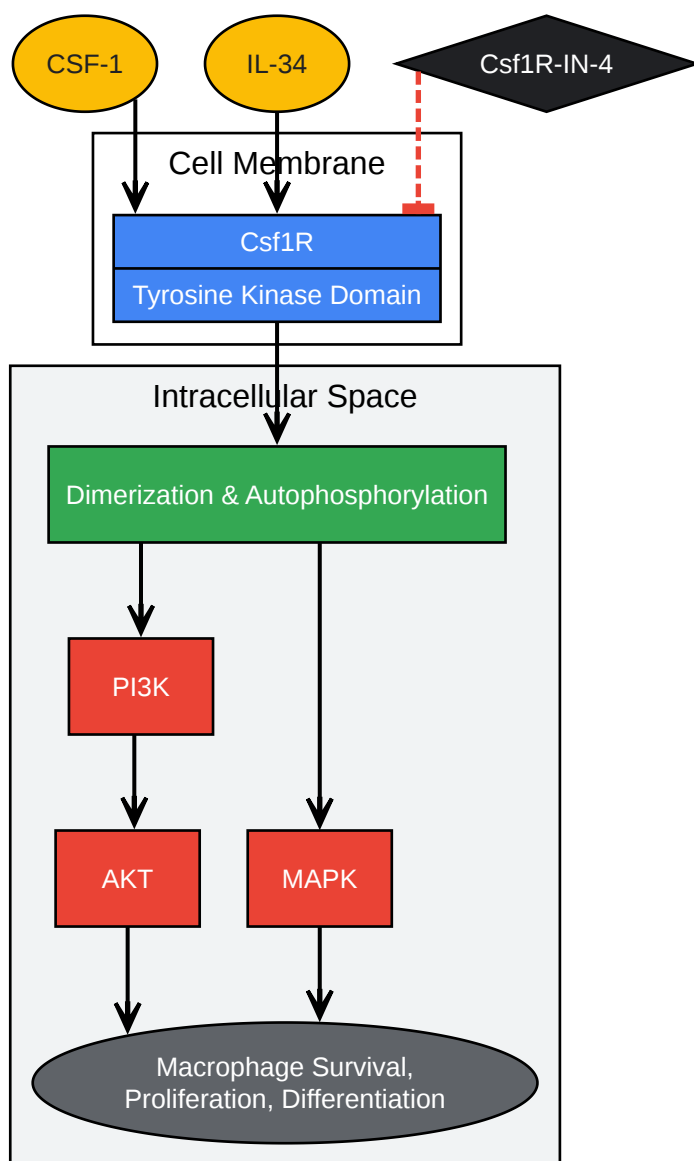 CSF-1
IL-34
Csf1R-IN-4
Cell Membrane
Csf1R
Tyrosine Kinase Domain
Intracellular Space
Dimerization & Autophosphorylation
PI3K
AKT
MAPK
Macrophage Survival,
Proliferation, Differentiation